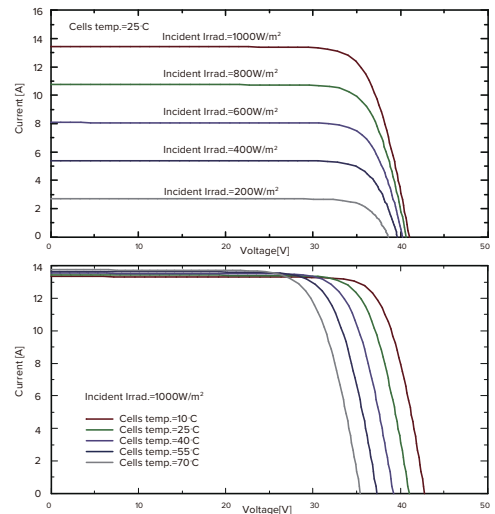 16
Cells temp.=25·C
14
Incident Irrad.=1000W/m²
12
Incident Irrad.=800W/m²
10
Current [A]
Incident Irrad.=600W/m²
8
6
Incident Irrad.=400W/m²
4
Incident Irrad.=200W/m²
2
0
0 10 20 30 40 50
Voltage[V]
14
12
10
Current [A]
8
6
Incident Irrad.=1000W/m²
Cells temp.=10·C
4
Cells temp.=25·C
Cells temp.=40·C
2
Cells temp.=55·C
Cells temp.=70·C
0
0 10 20 30 40 50
Voltage[V]